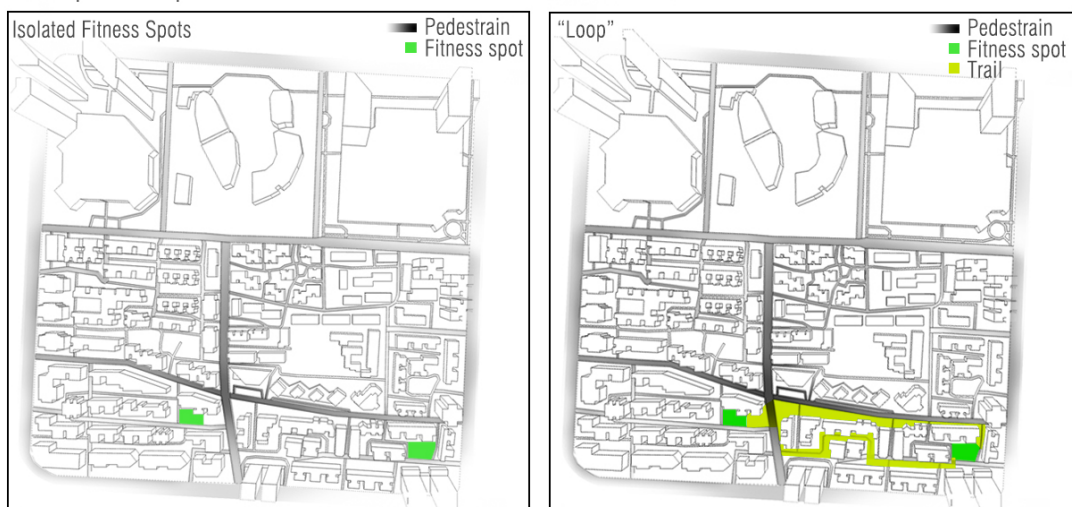 Isolated Fitness Spots
Pedestrain
Fitness spot
“Loop”
Pedestrain
Fitness spot
Trail